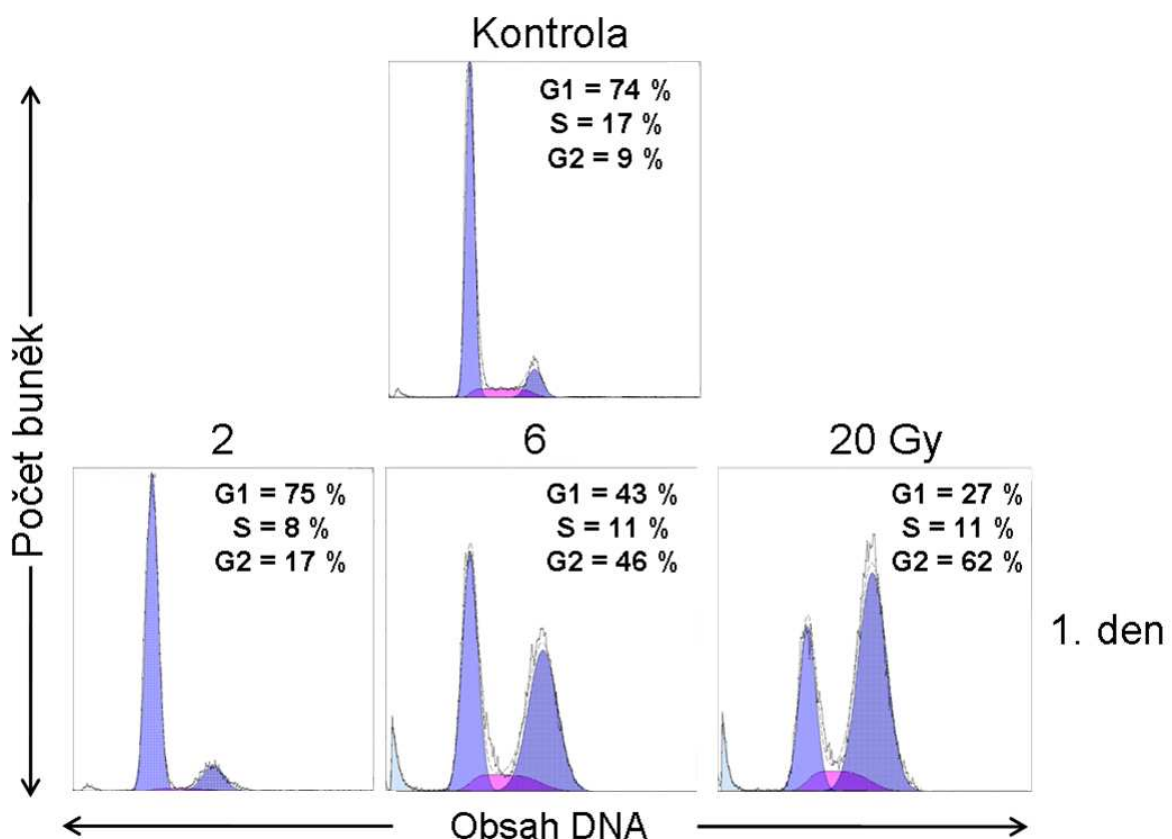 Kontrola
G1 = 74 %
S = 17 %
G2 = 9 %
Počet buněk
2
6
20 Gy
G1 = 75 %
S = 8 %
G2 = 17 %
G1 = 43 %
S = 11 %
G2 = 46 %
G1 = 27 %
S = 11 %
G2 = 62 %
1. den
Obsah DNA